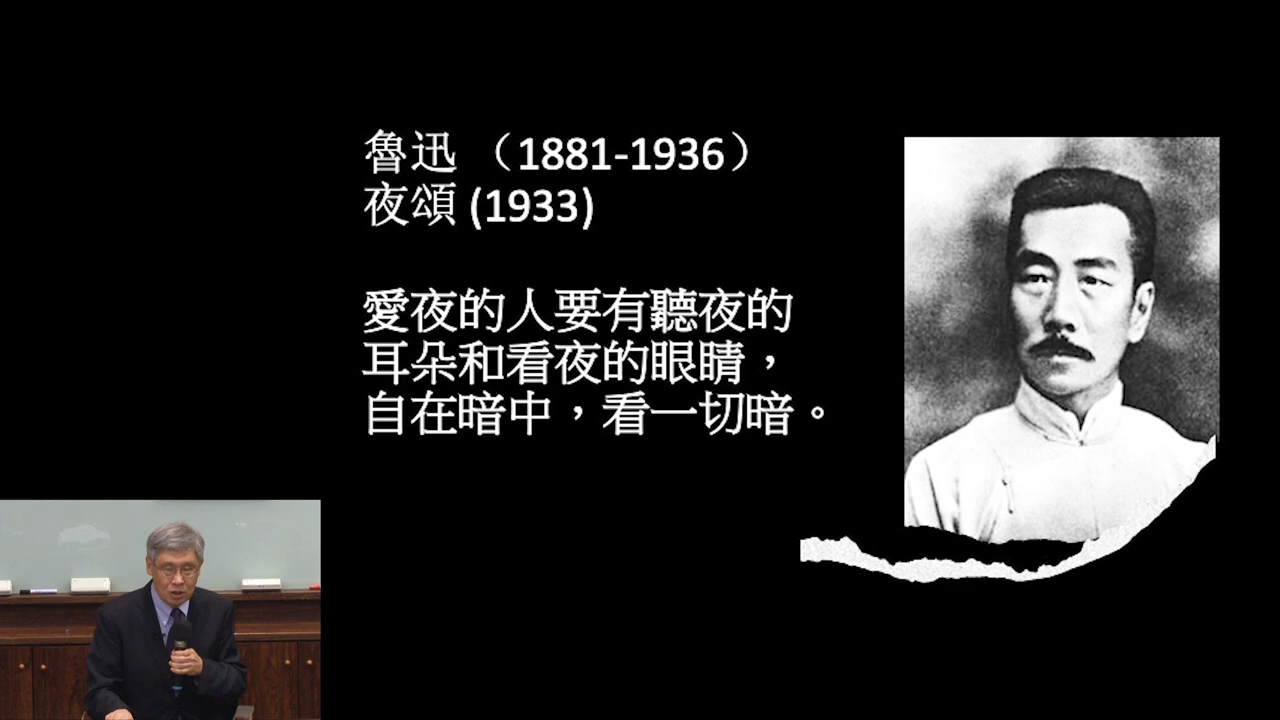 魯迅 （1881-1936）
夜頌 (1933)
愛夜的人要有聽夜的
耳朵和看夜的眼睛，
自在暗中，看一切暗。